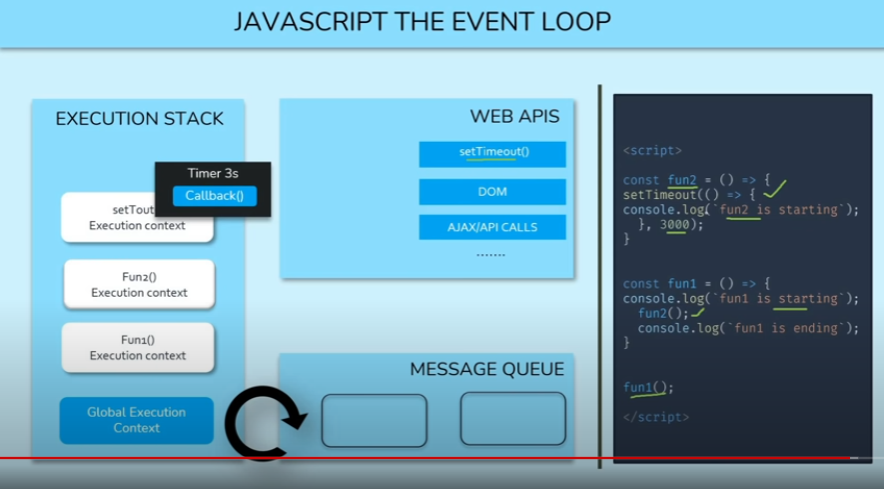 JAVASCRIPT THE EVENT LOOP
EXECUTION STACK
Timer 3s
Callback()
setTout
Execution context
Fun2()
Execution context
Fun1()
Execution context
Global Execution
Context
WEB APIS
setTimeout()
DOM
AJAX/API CALLS
.......
MESSAGE QUEUE
<script>
const fun2 = () => {
setTimeout(() => {
console.log(`fun2 is starting`);
}, 3000);
}
const fun1 = () => {
console.log(`fun1 is starting`);
fun2();
console.log(`fun1 is ending`);
}
fun1();
</script>